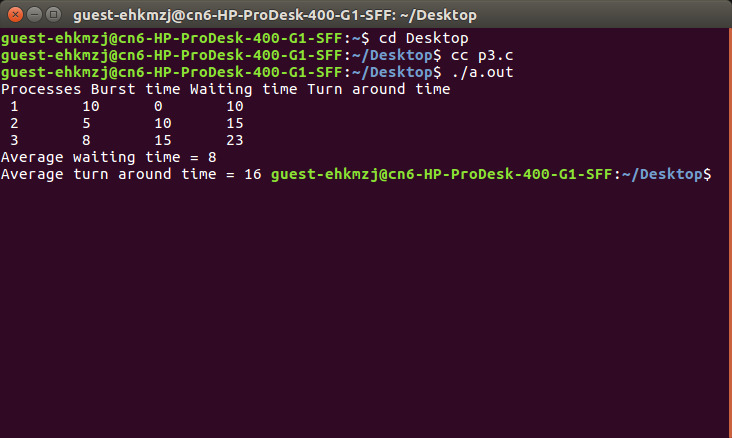 guest-ehkmzj@cn6-HP-ProDesk-400-G1-SFF: ~/Desktop
guest-ehkmzj@cn6-HP-ProDesk-400-G1-SFF:~$ cd Desktop
guest-ehkmzj@cn6-HP-ProDesk-400-G1-SFF:~/Desktop$ cc p3.c
guest-ehkmzj@cn6-HP-ProDesk-400-G1-SFF:~/Desktop$ ./a.out
Processes Burst time Waiting time Turn around time
1 10 0 10
2 5 10 15
3 8 15 23
Average waiting time = 8
Average turn around time = 16 guest-ehkmzj@cn6-HP-ProDesk-400-G1-SFF:~/Desktop$